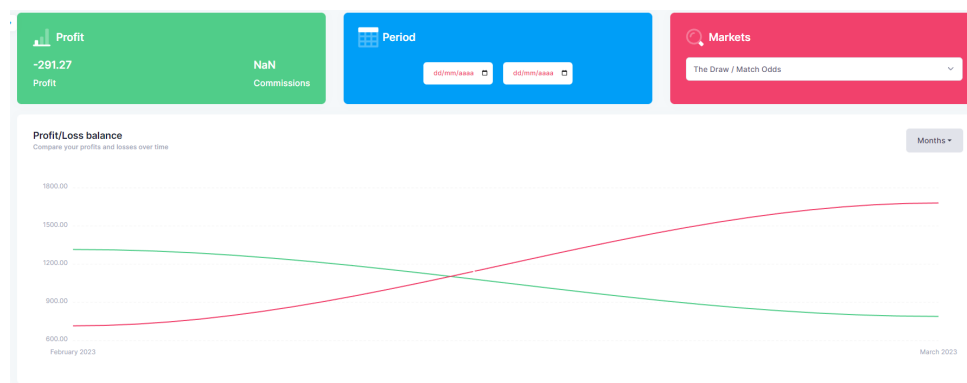 Profit
-291.27
NaN
Profit
Commissions
Period
dd/mm/aaaa
dd/mm/aaaa
Markets
The Draw / Match Odds
Profit/Loss balance
Compare your profits and losses over time
Months
1800.00
1500.00
1200.00
900.00
600.00
February 2023
March 2023